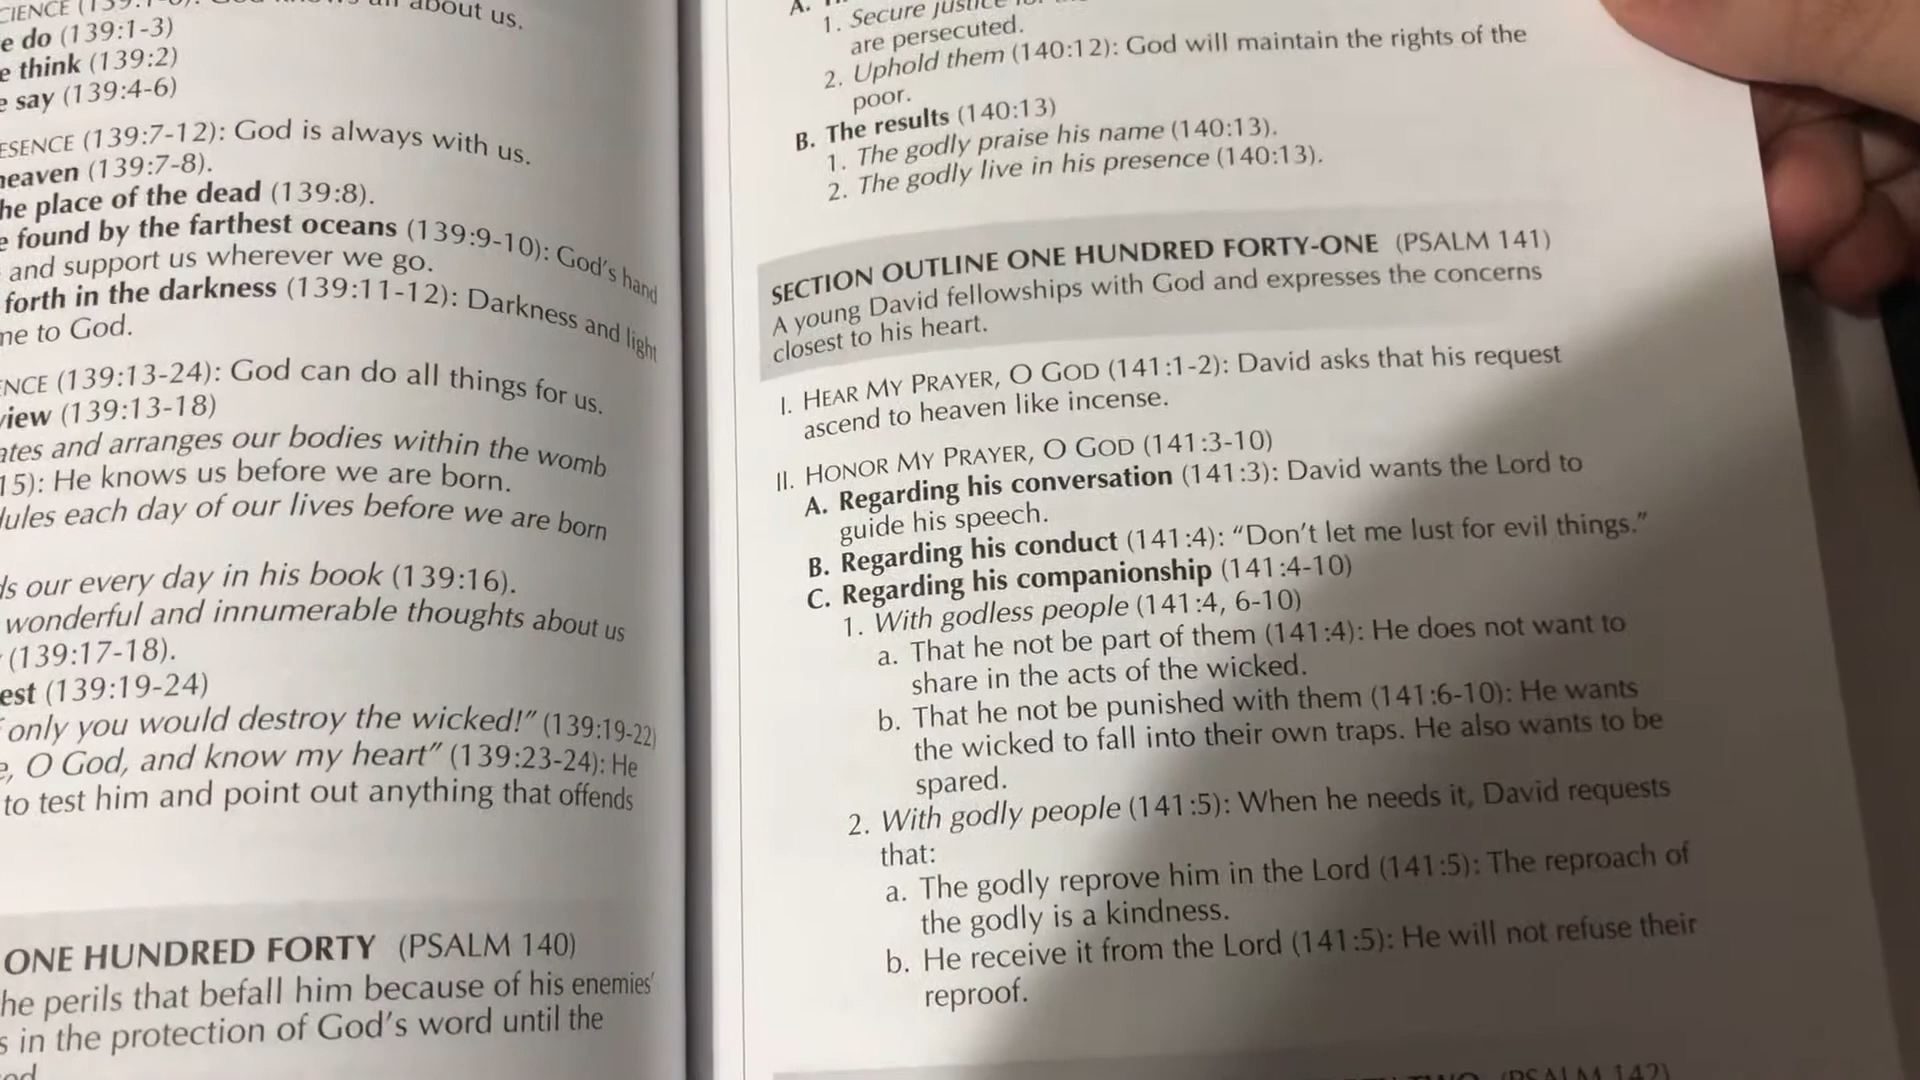 about us.
e do (139:1-3)
e think (139:2)
e say (139:4-6)
ESENCE (139:7-12): God is always with us.
heaven (139:7-8).
he place of the dead (139:8).
e found by the farthest oceans (139:9-10): God's hand
and support us wherever we go.
forth in the darkness (139:11-12): Darkness and light
me to God.
ENCE (139:13-24): God can do all things for us.
view (139:13-18)
ates and arranges our bodies within the womb
15): He knows us before we are born.
dules each day of our lives before we are born
ds our every day in his book (139:16).
wonderful and innumerable thoughts about us
(139:17-18).
est (139:19-24)
only you would destroy the wicked!" (139:19-22)
e, O God, and know my heart" (139:23-24): He
to test him and point out anything that offends
ONE HUNDRED FORTY (PSALM 140)
he perils that befall him because of his enemies'
s in the protection of God's word until the
A.
1. Secure justice
are persecuted.
2. Uphold them (140:12): God will maintain the rights of the
poor.
B. The results (140:13)
1. The godly praise his name (140:13).
2. The godly live in his presence (140:13).
SECTION OUTLINE ONE HUNDRED FORTY-ONE (PSALM 141)
A young David fellowships with God and expresses the concerns
closest to his heart.
I. HEAR MY PRAYER, O GOD (141:1-2): David asks that his request
ascend to heaven like incense.
II. HONOR MY PRAYER, O GOD (141:3-10)
A. Regarding his conversation (141:3): David wants the Lord to
guide his speech.
B. Regarding his conduct (141:4): "Don't let me lust for evil things."
C. Regarding his companionship (141:4-10)
1. With godless people (141:4, 6-10)
a. That he not be part of them (141:4): He does not want to
share in the acts of the wicked.
b. That he not be punished with them (141:6-10): He wants
the wicked to fall into their own traps. He also wants to be
spared.
2. With godly people (141:5): When he needs it, David requests
that:
a. The godly reprove him in the Lord (141:5): The reproach of
the godly is a kindness.
b. He receive it from the Lord (141:5): He will not refuse their
reproof.
(PSALM 142)